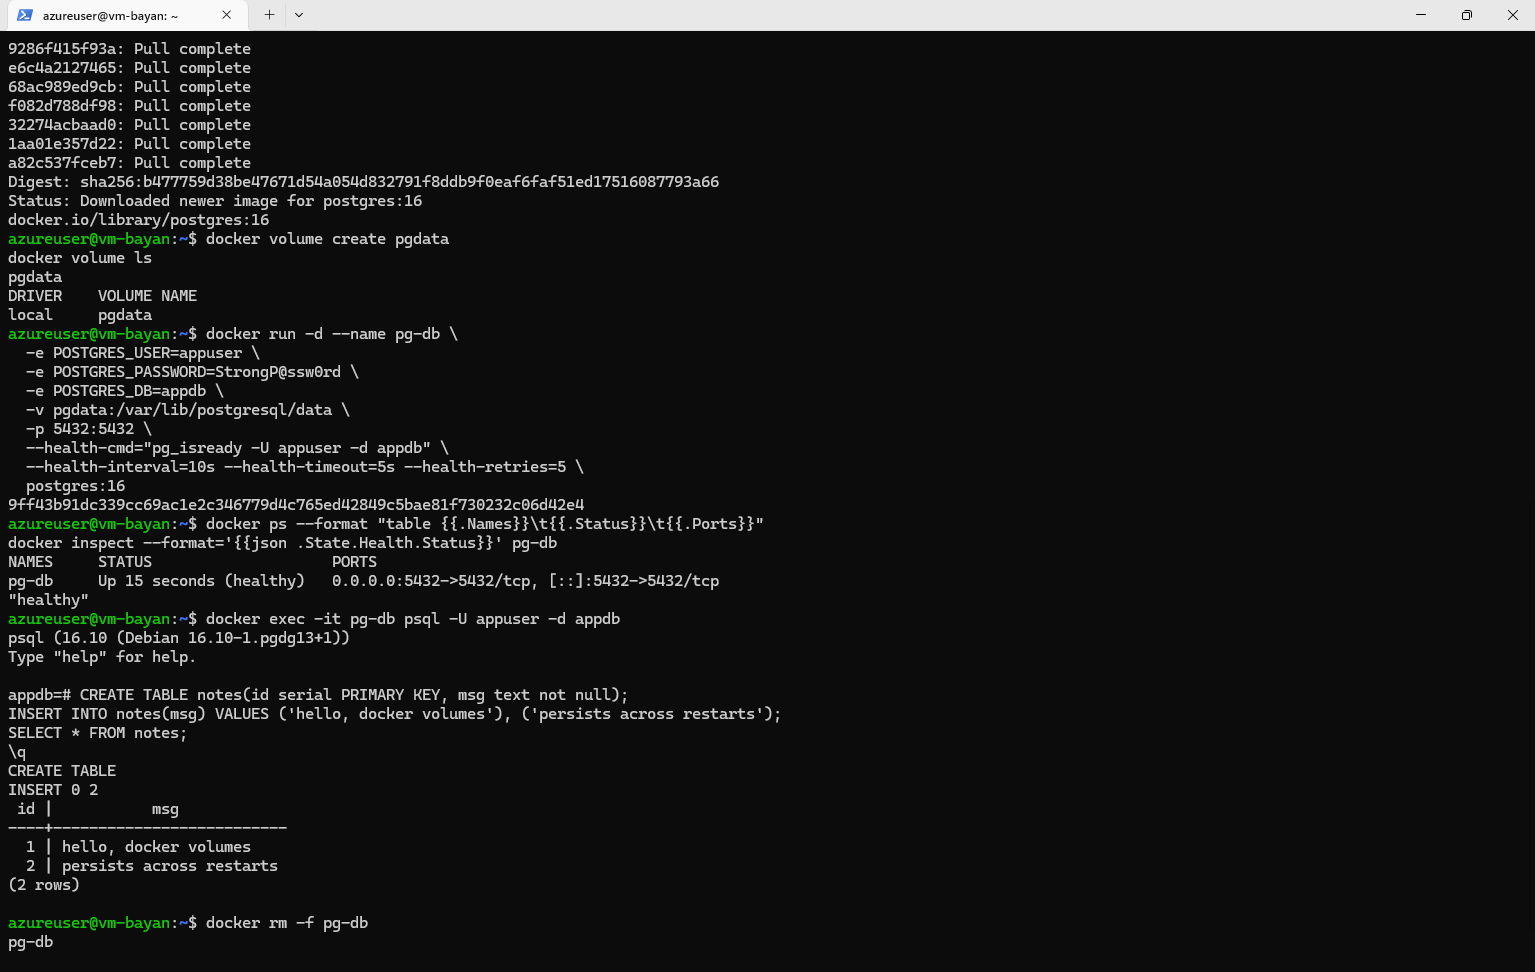 azureuser@vm-bayan: ~
9286f415f93a: Pull complete
e6c4a2127465: Pull complete
68ac989ed9cb: Pull complete
f082d788df98: Pull complete
32274acbaad0: Pull complete
1aa01e357d22: Pull complete
a82c537fceb7: Pull complete
Digest: sha256:b477759d38be47671d54a054d832791f8ddb9f0eaf6faf51ed17516087793a66
Status: Downloaded newer image for postgres:16
docker.io/library/postgres:16
azureuser@vm-bayan:~$ docker volume create pgdata
docker volume ls
pgdata
DRIVER    VOLUME NAME
local     pgdata
azureuser@vm-bayan:~$ docker run -d --name pg-db \
  -e POSTGRES_USER=appuser \
  -e POSTGRES_PASSWORD=StrongP@ssw0rd \
  -e POSTGRES_DB=appdb \
  -v pgdata:/var/lib/postgresql/data \
  -p 5432:5432 \
  --health-cmd="pg_isready -U appuser -d appdb" \
  --health-interval=10s --health-timeout=5s --health-retries=5 \
  postgres:16
9ff43b91dc339cc69ac1e2c346779d4c765ed42849c5bae81f730232c06d42e4
azureuser@vm-bayan:~$ docker ps --format "table {{.Names}}\t{{.Status}}\t{{.Ports}}"
docker inspect --format='{{json .State.Health.Status}}' pg-db
NAMES     STATUS                    PORTS
pg-db     Up 15 seconds (healthy)   0.0.0.0:5432->5432/tcp, [::]:5432->5432/tcp
"healthy"
azureuser@vm-bayan:~$ docker exec -it pg-db psql -U appuser -d appdb
psql (16.10 (Debian 16.10-1.pgdg13+1))
Type "help" for help.

appdb=# CREATE TABLE notes(id serial PRIMARY KEY, msg text not null);
INSERT INTO notes(msg) VALUES ('hello, docker volumes'), ('persists across restarts');
SELECT * FROM notes;
\q
CREATE TABLE
INSERT 0 2
 id |           msg
----+--------------------------
  1 | hello, docker volumes
  2 | persists across restarts
(2 rows)

azureuser@vm-bayan:~$ docker rm -f pg-db
pg-db